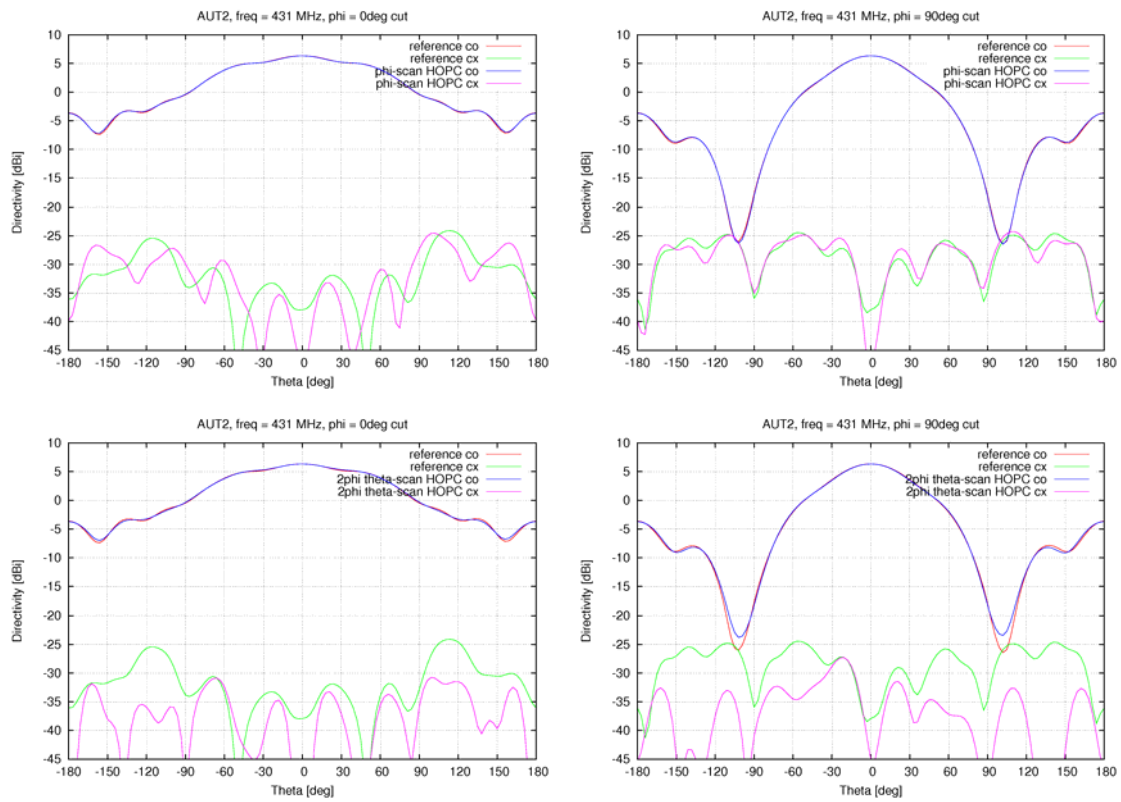 AUT2, freq = 431 MHz, phi = 0deg cut
10
5
0
-5
-10
-15
-20
-25
-30
-35
-40
-45
Directivity [dBi]
reference co
reference cx
phi-scan HOPC co
phi-scan HOPC cx
-180 -150 -120 -90 -60 -30 0 30 60 90 120 150 180
Theta [deg]
AUT2, freq = 431 MHz, phi = 90deg cut
10
5
0
-5
-10
-15
-20
-25
-30
-35
-40
-45
Directivity [dBi]
reference co
reference cx
phi-scan HOPC co
phi-scan HOPC cx
-180 -150 -120 -90 -60 -30 0 30 60 90 120 150 180
Theta [deg]
AUT2, freq = 431 MHz, phi = 0deg cut
10
5
0
-5
-10
-15
-20
-25
-30
-35
-40
-45
Directivity [dBi]
reference co
reference cx
2phi theta-scan HOPC co
2phi theta-scan HOPC cx
-180 -150 -120 -90 -60 -30 0 30 60 90 120 150 180
Theta [deg]
AUT2, freq = 431 MHz, phi = 90deg cut
10
5
0
-5
-10
-15
-20
-25
-30
-35
-40
-45
Directivity [dBi]
reference co
reference cx
2phi theta-scan HOPC co
2phi theta-scan HOPC cx
-180 -150 -120 -90 -60 -30 0 30 60 90 120 150 180
Theta [deg]